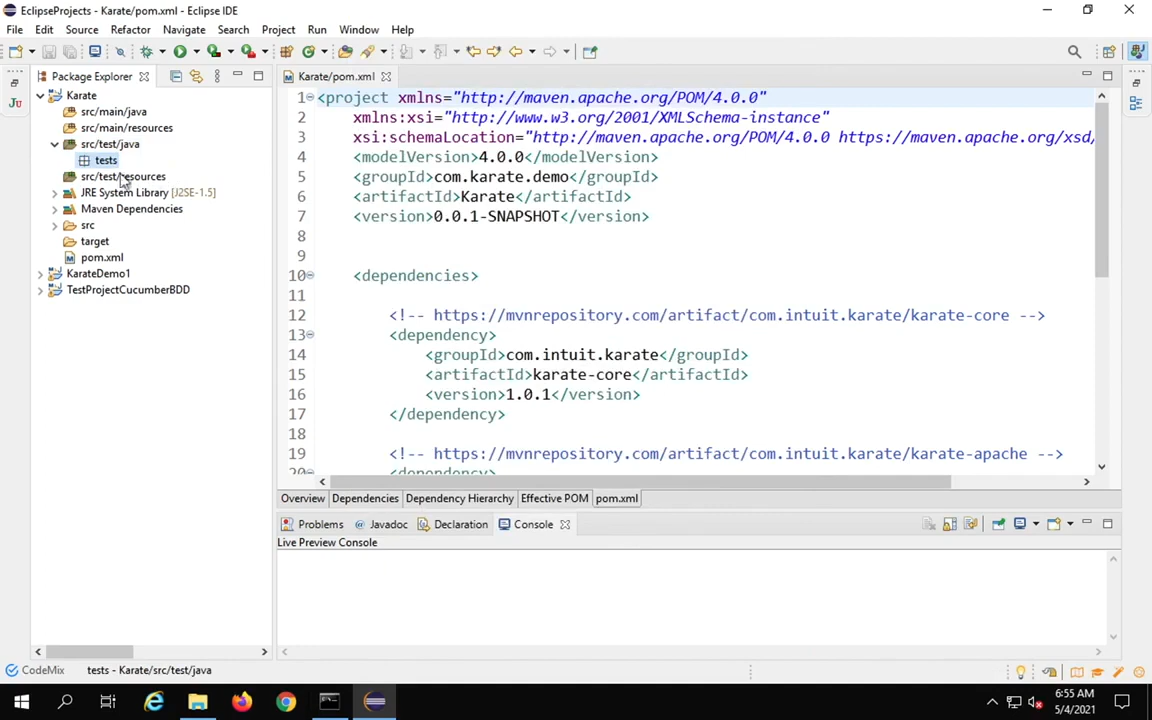 EclipseProjects - Karate/pom.xml - Eclipse IDE
File Edit Source Refactor Navigate Search Project Run Window Help
Package Explorer
Karate/pom.xml
Karate
src/main/java
src/main/resources
src/test/java
tests
src/test/resources
JRE System Library [J2SE-1.5]
Maven Dependencies
src
target
pom.xml
KarateDemo1
TestProjectCucumberBDD
1 <project xmlns="http://maven.apache.org/POM/4.0.0"
2 xmlns:xsi="http://www.w3.org/2001/XMLSchema-instance"
3 xsi:schemaLocation="http://maven.apache.org/POM/4.0.0 https://maven.apache.org/xsd/
4 <modelVersion>4.0.0</modelVersion>
5 <groupId>com.karate.demo</groupId>
6 <artifactId>Karate</artifactId>
7 <version>0.0.1-SNAPSHOT</version>
8
9
10 <dependencies>
11
12 <!-- https://mvnrepository.com/artifact/com.intuit.karate/karate-core -->
13 <dependency>
14 <groupId>com.intuit.karate</groupId>
15 <artifactId>karate-core</artifactId>
16 <version>1.0.1</version>
17 </dependency>
18
19 <!-- https://mvnrepository.com/artifact/com.intuit.karate/karate-apache -->
20 <dependency>
Overview Dependencies Dependency Hierarchy Effective POM pom.xml
Problems Javadoc Declaration Console
Live Preview Console
CodeMix tests - Karate/src/test/java
6:55 AM
5/4/2021